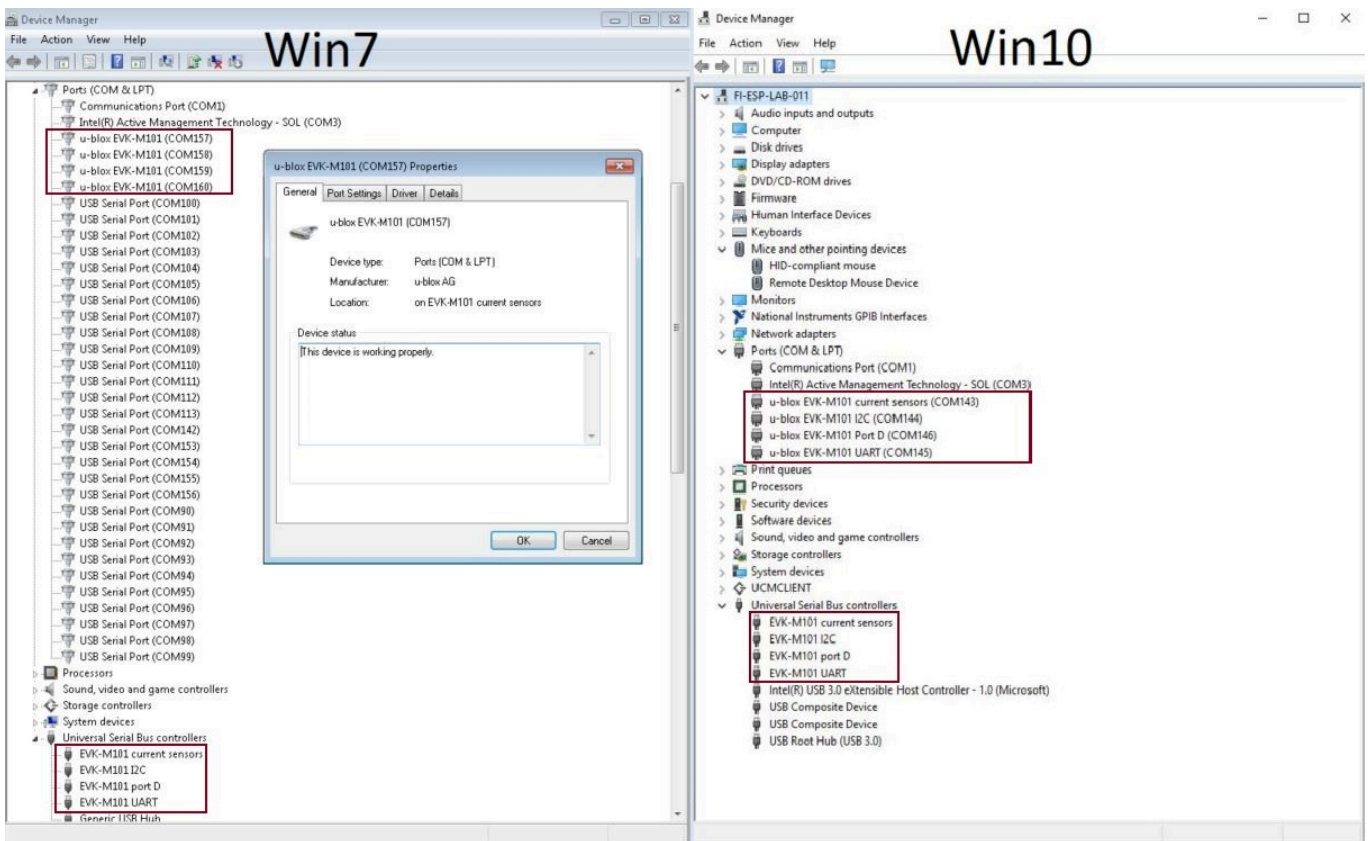 Device Manager
File Action View Help
Win7
Ports (COM & LPT)
Communications Port (COM1)
Intel(R) Active Management Technology - SOL (COM3)
u-blox EVK-M101 (COM157)
u-blox EVK-M101 (COM158)
u-blox EVK-M101 (COM159)
u-blox EVK-M101 (COM160)
USB Serial Port (COM100)
USB Serial Port (COM101)
USB Serial Port (COM102)
USB Serial Port (COM103)
USB Serial Port (COM104)
USB Serial Port (COM105)
USB Serial Port (COM106)
USB Serial Port (COM107)
USB Serial Port (COM108)
USB Serial Port (COM109)
USB Serial Port (COM110)
USB Serial Port (COM111)
USB Serial Port (COM112)
USB Serial Port (COM113)
USB Serial Port (COM142)
USB Serial Port (COM153)
USB Serial Port (COM154)
USB Serial Port (COM155)
USB Serial Port (COM156)
USB Serial Port (COM90)
USB Serial Port (COM91)
USB Serial Port (COM92)
USB Serial Port (COM93)
USB Serial Port (COM94)
USB Serial Port (COM95)
USB Serial Port (COM96)
USB Serial Port (COM97)
USB Serial Port (COM98)
USB Serial Port (COM99)
Processors
Sound, video and game controllers
Storage controllers
System devices
Universal Serial Bus controllers
EVK-M101 current sensors
EVK-M101 I2C
EVK-M101 port D
EVK-M101 UART
Generic USB Hub
u-blox EVK-M101 (COM157) Properties
General Port Settings Driver Details
u-blox EVK-M101 (COM157)
Device type: Ports (COM & LPT)
Manufacturer: u-blox AG
Location: on EVK-M101 current sensors
Device status
This device is working properly.
OK Cancel
Device Manager
File Action View Help
Win10
FI-ESP-LAB-011
Audio inputs and outputs
Computer
Disk drives
Display adapters
DVD/CD-ROM drives
Firmware
Human Interface Devices
Keyboards
Mice and other pointing devices
HID-compliant mouse
Remote Desktop Mouse Device
Monitors
National Instruments GPIB Interfaces
Network adapters
Ports (COM & LPT)
Communications Port (COM1)
Intel(R) Active Management Technology - SOL (COM3)
u-blox EVK-M101 current sensors (COM143)
u-blox EVK-M101 I2C (COM144)
u-blox EVK-M101 Port D (COM146)
u-blox EVK-M101 UART (COM145)
Print queues
Processors
Security devices
Software devices
Sound, video and game controllers
Storage controllers
System devices
UCMCLIENT
Universal Serial Bus controllers
EVK-M101 current sensors
EVK-M101 I2C
EVK-M101 port D
EVK-M101 UART
Intel(R) USB 3.0 eXtensible Host Controller - 1.0 (Microsoft)
USB Composite Device
USB Composite Device
USB Root Hub (USB 3.0)